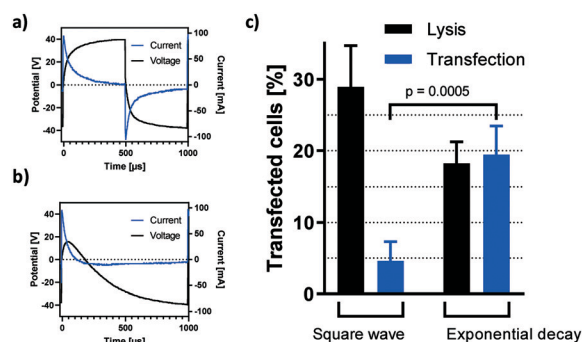 a)
Potential [V]
40
20
0
-20
-40
Current
Voltage
100
50
0
-50
-100
Current [mA]
0
500
1000
Time [µs]
b)
Potential [V]
40
20
0
-20
-40
Current
Voltage
100
50
0
-50
-100
Current [mA]
0
500
1000
Time [µs]
c)
Lysis
Transfection
Transfected cells [%]
30
20
10
0
p = 0.0005
Square wave
Exponential decay